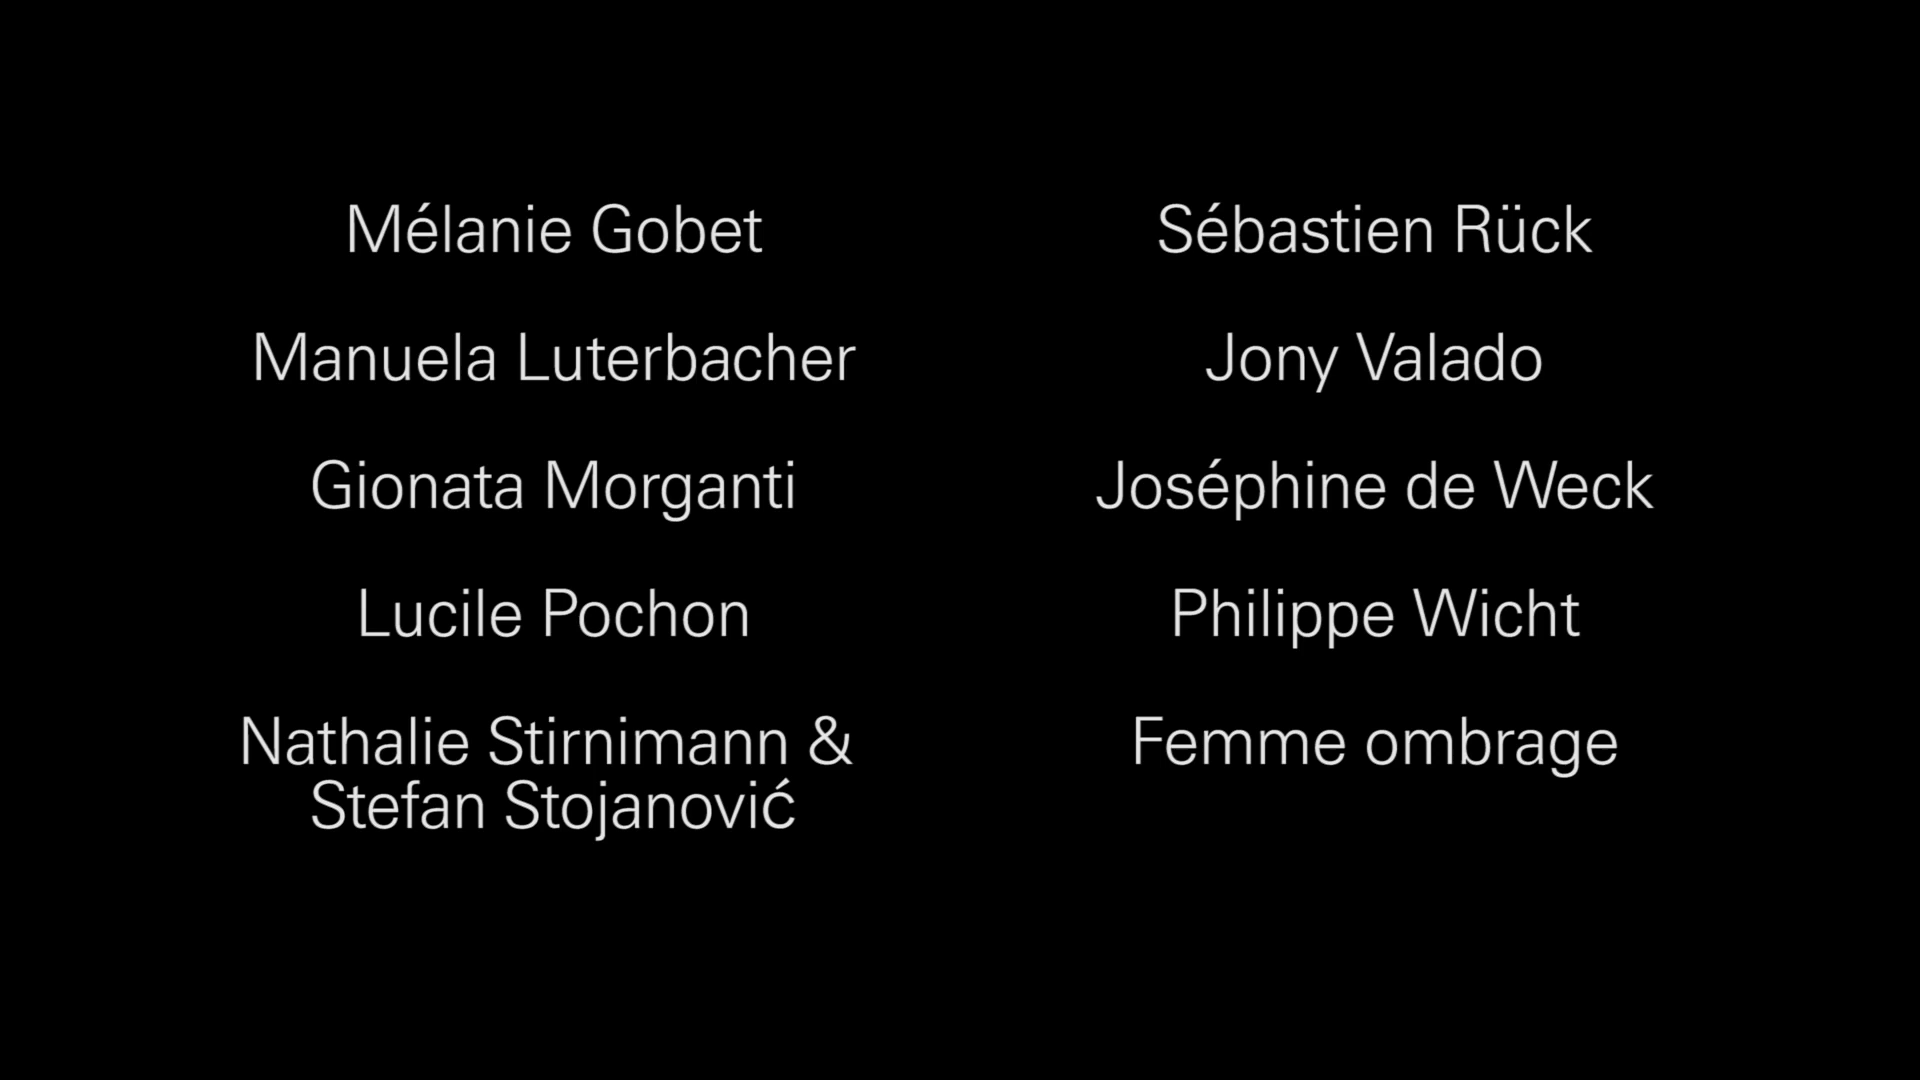 Mélanie Gobet
Manuela Luterbacher
Gionata Morganti
Lucile Pochon
Nathalie Stirnimann &
Stefan Stojanović
Sébastien Rück
Jony Valado
Joséphine de Weck
Philippe Wicht
Femme ombrage